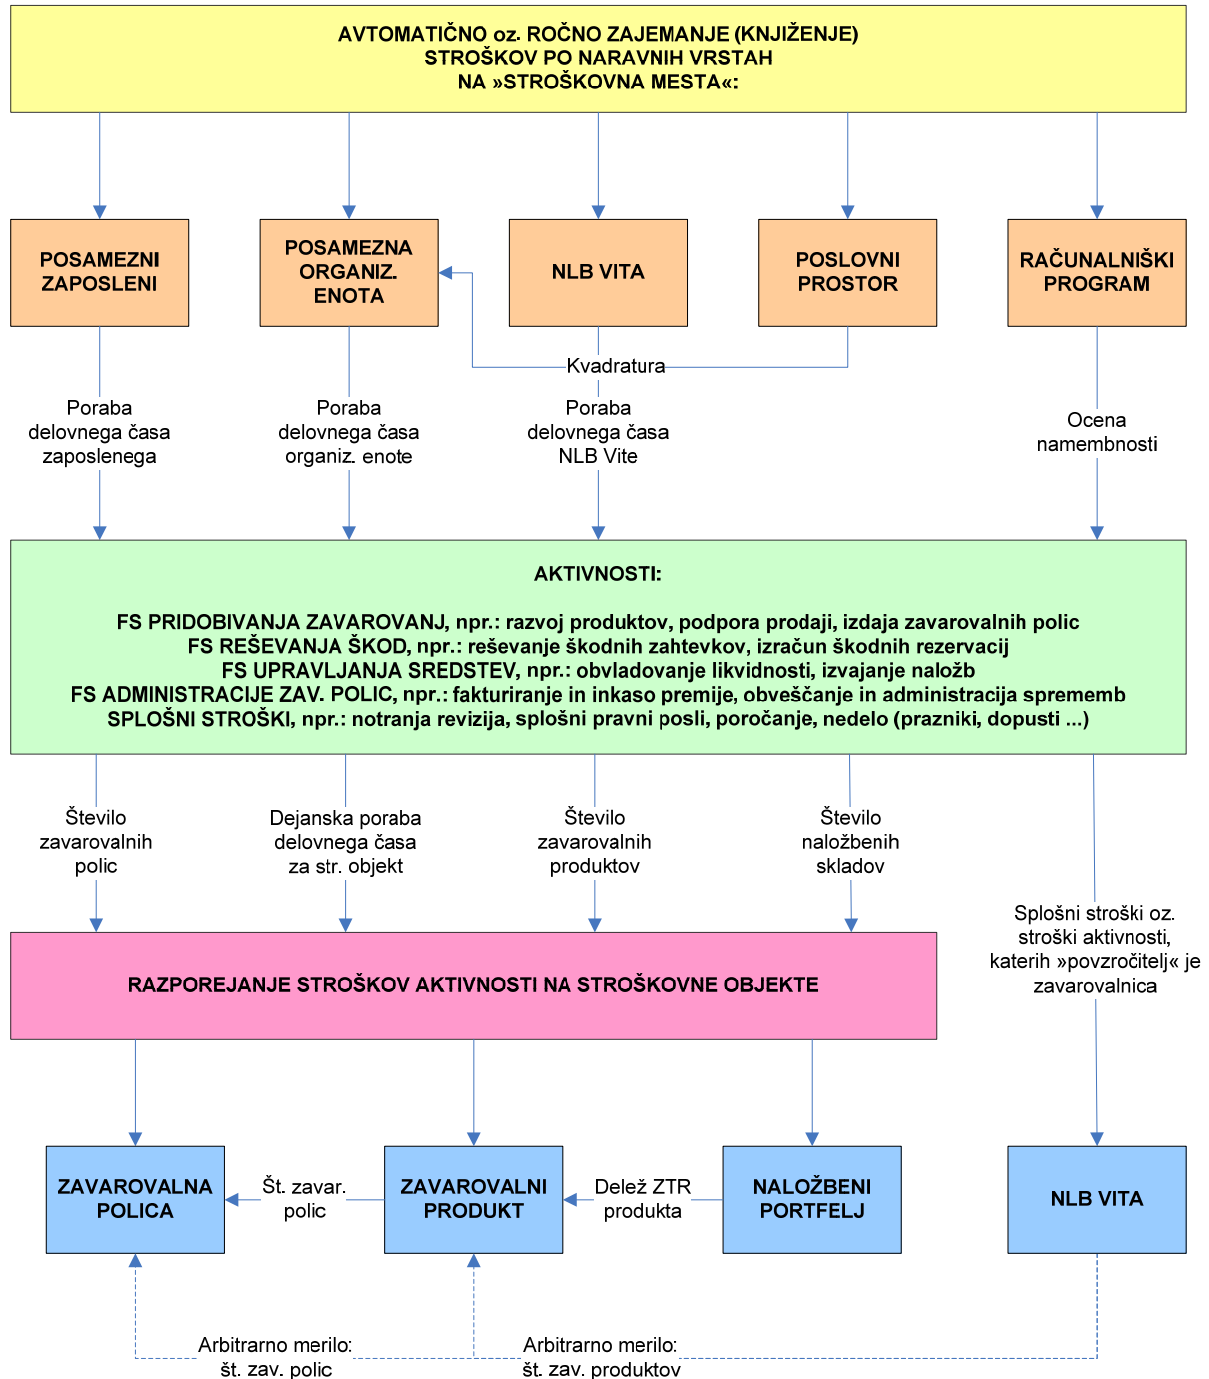 AVTOMATIČNO oz. ROČNO ZAJEMANJE (KNJIŽENJE)
STROŠKOV PO NARAVNIH VRSTAH
NA »STROŠKOVNA MESTA«:
POSAMEZNI
ZAPOSLENI
POSAMEZNA
ORGANIZ.
ENOTA
NLB VITA
POSLOVNI
PROSTOR
RAČUNALNIŠKI
PROGRAM
Kvadratura
Poraba
delovnega časa
zaposlenega
Poraba
delovnega časa
organiz. enote
Poraba
delovnega časa
NLB Vite
Ocena
namembnosti
AKTIVNOSTI:
FS PRIDOBIVANJA ZAVAROVANJ, npr.: razvoj produktov, podpora prodaji, izdaja zavarovalnih polic
FS REŠEVANJA ŠKOD, npr.: reševanje škodnih zahtevkov, izračun škodnih rezervacij
FS UPRAVLJANJA SREDSTEV, npr.: obvladovanje likvidnosti, izvajanje naložb
FS ADMINISTRACIJE ZAV. POLIC, npr.: fakturiranje in inkaso premije, obveščanje in administracija sprememb
SPLOŠNI STROŠKI, npr.: notranja revizija, splošni pravni posli, poročanje, nedelo (prazniki, dopusti ...)
Število
zavarovalnih
polic
Dejanska poraba
delovnega časa
za str. objekt
Število
zavarovalnih
produktov
Število
naložbenih
skladov
Splošni stroški oz.
stroški aktivnosti,
katerih »povzročitelj« je
zavarovalnica
RAZPOREJANJE STROŠKOV AKTIVNOSTI NA STROŠKOVNE OBJEKTE
ZAVAROVALNA
POLICA
Št. zavar.
polic
ZAVAROVALNI
PRODUKT
Delež ZTR
produkta
NALOŽBENI
PORTFELJ
NLB VITA
Arbitrarno merilo:
št. zav. polic
Arbitrarno merilo:
št. zav. produktov